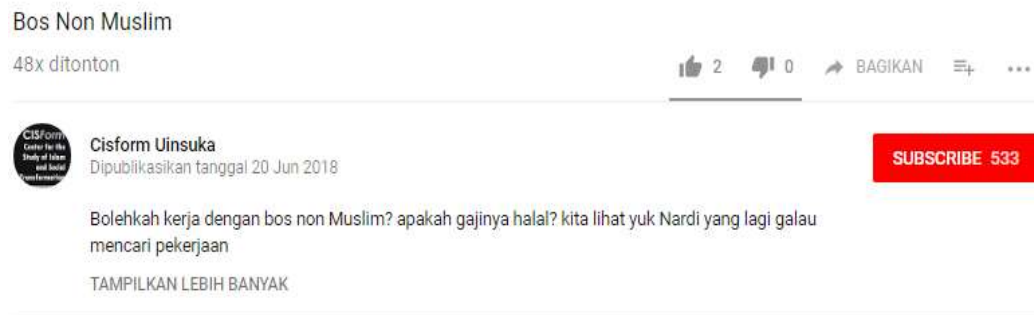 Bos Non Muslim
48x ditonton
2
0
BAGIKAN
CISForm
Center for the
Study of Islam
and Social
Transformation
Cisform Uinsuka
Dipublikasikan tanggal 20 Jun 2018
SUBSCRIBE 533
Bolehkah kerja dengan bos non Muslim? apakah gajinya halal? kita lihat yuk Nardi yang lagi galau
mencari pekerjaan
TAMPILKAN LEBIH BANYAK